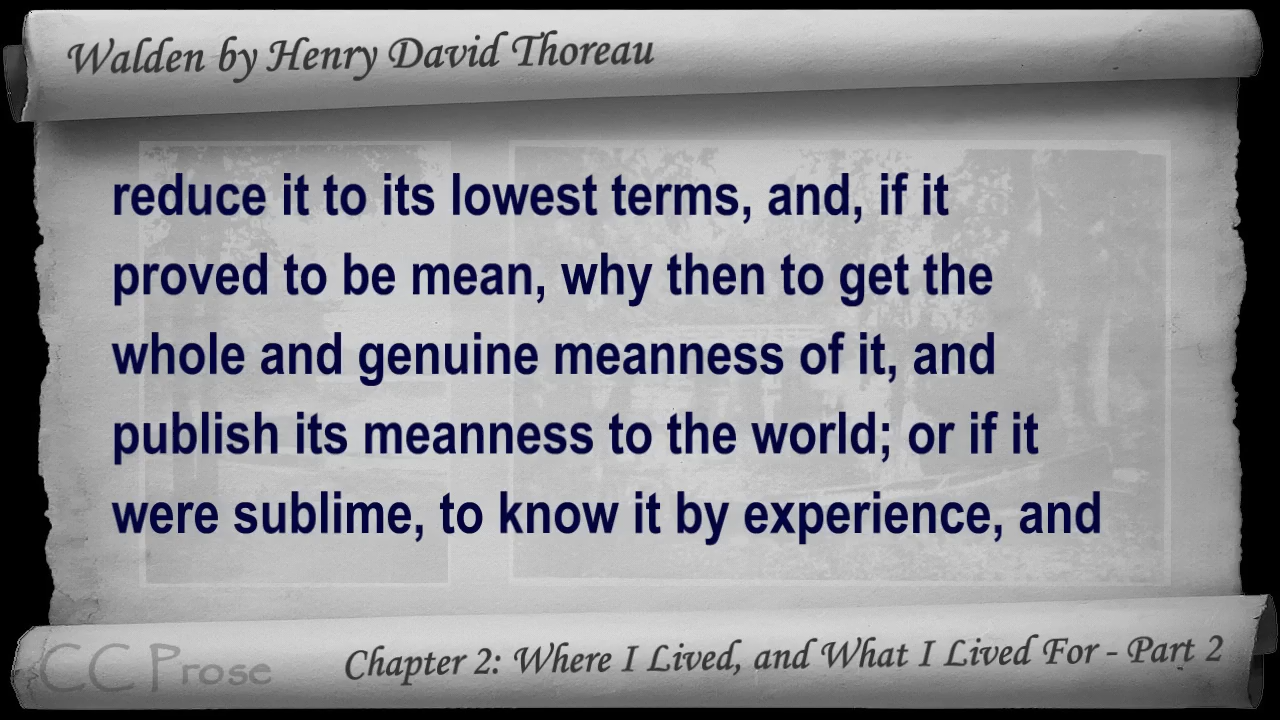 Walden by Henry David Thoreau
reduce it to its lowest terms, and, if it
proved to be mean, why then to get the
whole and genuine meanness of it, and
publish its meanness to the world; or if it
were sublime, to know it by experience, and
CC Prose
Chapter 2: Where I Lived, and What I Lived For - Part 2